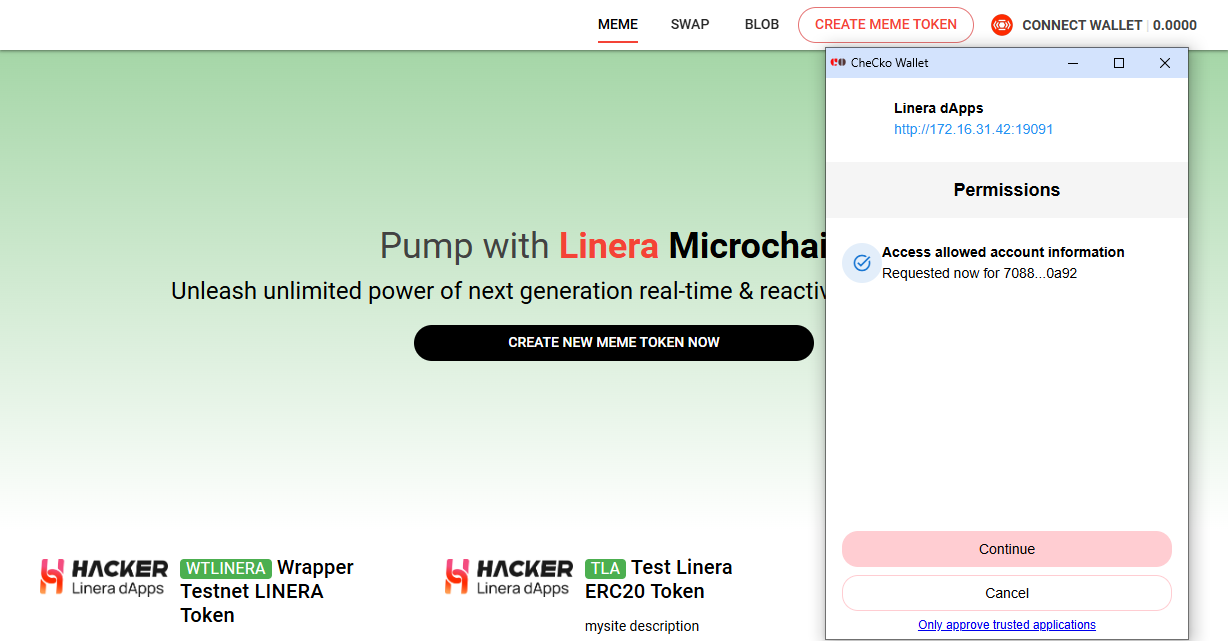 MEME SWAP BLOB CREATE MEME TOKEN CONNECT WALLET 0.0000
CheCko Wallet
Linera dApps
http://172.16.31.42:19091
Permissions
Access allowed account information
Requested now for 7088...0a92
Continue
Cancel
Only approve trusted applications
Pump with Linera Microchai
Unleash unlimited power of next generation real-time & reactiv
CREATE NEW MEME TOKEN NOW
HACKER
Linera dApps
WTLINERA Wrapper
Testnet LINERA
Token
HACKER
Linera dApps
TLA Test Linera
ERC20 Token
mysite description